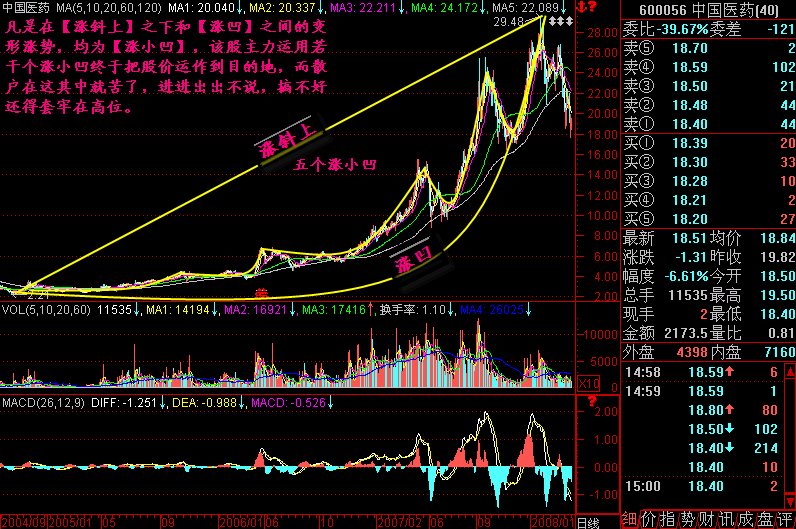 中国医药 MA(5,10,20,60,120) MA1: 20.040↓, MA2: 20.337↓, MA3: 22.211↓, MA4: 24.172↓, MA5: 22.089↓
凡是在【涨斜上】之下和【涨凹】之间的变
形涨势，均为【涨小凹】，该股主力运用若
干个涨小凹终于把股价运作到目的地，而散
户在这其中就苦了，进进出出不说，搞不好
还得套牢在高位。
29.48
涨斜上
五个涨小凹
涨凹
2.21
28.00
26.00
24.00
22.00
20.00
18.00
16.00
14.00
12.00
10.00
8.00
6.00
4.00
2.00
VOL(5,10,20,60) 11535↓, MA1: 14194↓, MA2: 16921↓, MA3: 17416↑, 换手率: 1.10↓, MA4: 26025↓
10000
5000
0
X10
MACD(26,12,9) DIFF: -1.251↓, DEA: -0.988↓, MACD: -0.526↓
?
2.00
1.00
0.00
-1.00
2004/09 2005/01 05 09 2006/01 06 10 2007/02 06 09 2008/01 日线
600056 中国医药(40)
委比 -39.67% 委差 -121
卖⑤ 18.70 2
卖④ 18.59 102
卖③ 18.50 21
卖② 18.48 44
卖① 18.40 44
买① 18.39 20
买② 18.30 33
买③ 18.28 10
买④ 18.21 2
买⑤ 18.20 27
最新 18.51 均价 18.84
涨跌 -1.31 昨收 19.82
幅度 -6.61% 今开 18.50
总手 11535 最高 19.50
现手 2 最低 18.40
金额 2173.5 量比 0.81
外盘 4398 内盘 7160
14:58 18.59↑ 6
14:59 18.59 1
18.80↑ 80
18.50↓ 102
18.40↓ 214
18.40 10
15:00 18.40 2
细 价 指 势 财 讯 成 盘 评